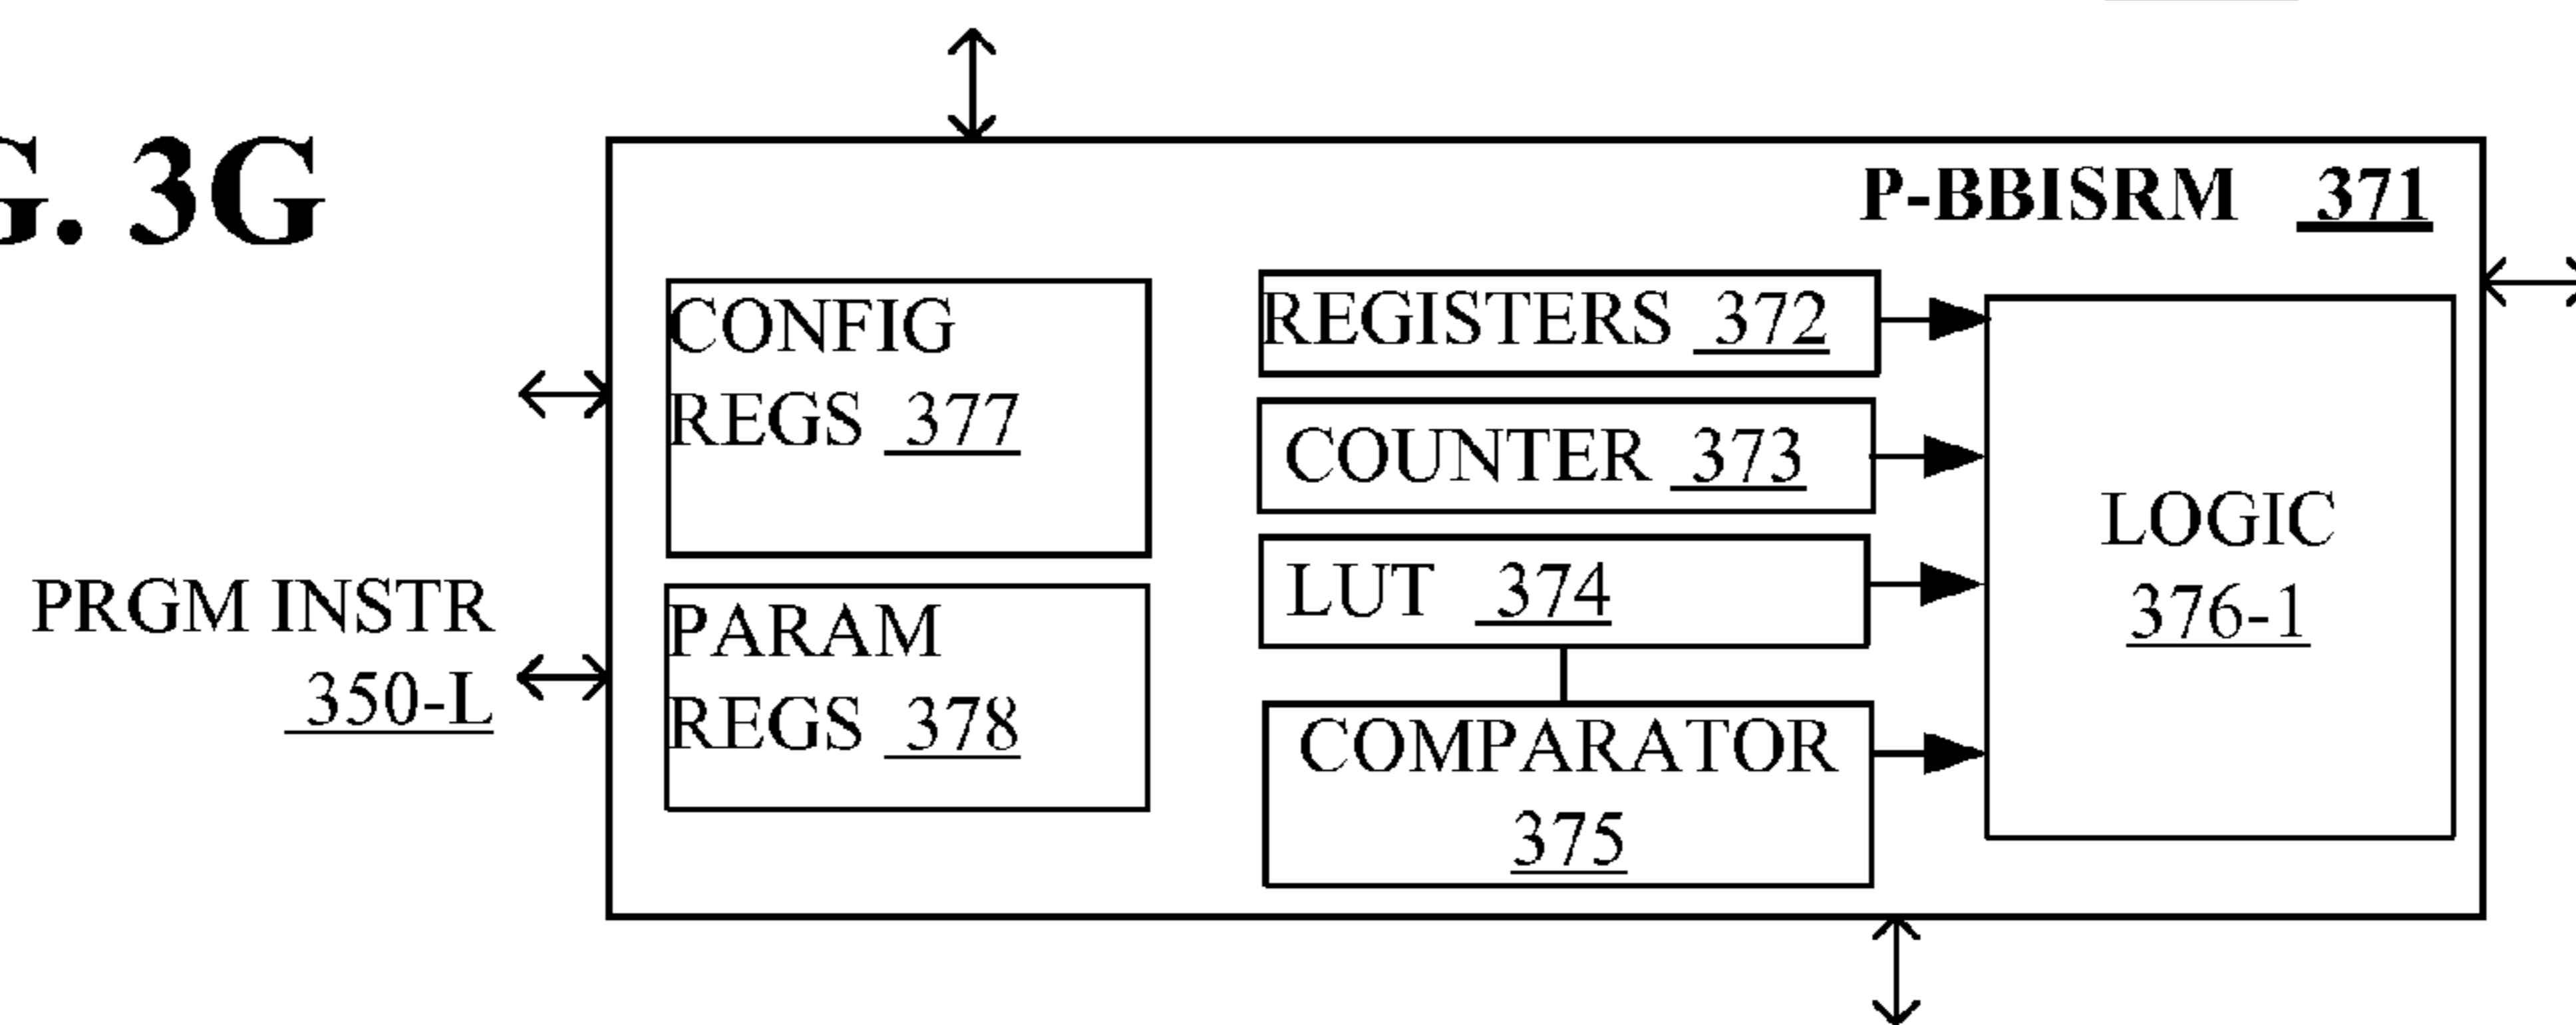 G. 3G
P-BBISRM 371
CONFIG
REGS 377
REGISTERS 372
COUNTER 373
LUT 374
COMPARATOR
375
LOGIC
376-1
PARAM
REGS 378
PRGM INSTR
350-L